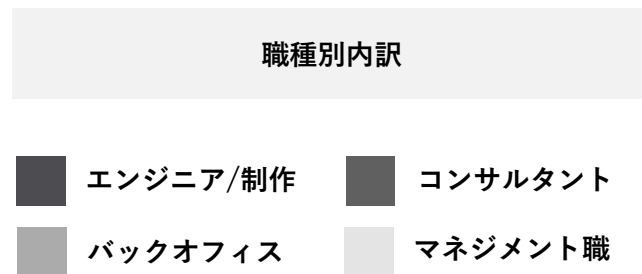 職種別内訳
エンジニア/制作
コンサルタント
バックオフィス
マネジメント職